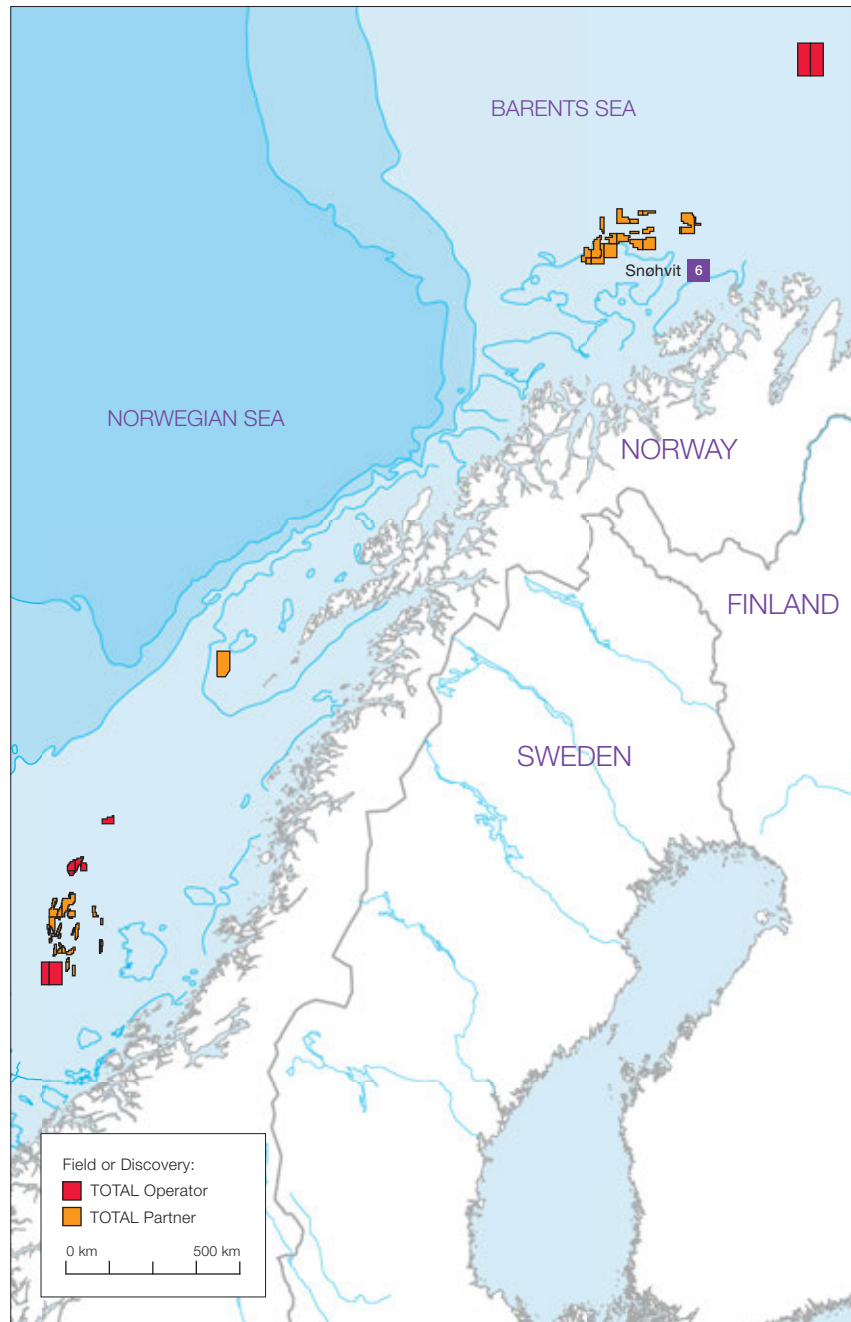 BARENTS SEA
Snøhvit 6
NORWEGIAN SEA
NORWAY
FINLAND
SWEDEN
Field or Discovery:
TOTAL Operator
TOTAL Partner
0 km 500 km